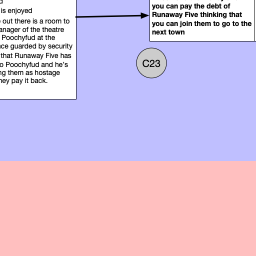 is enjoyed
out there is a room to
anager of the theatre
Poochyfud at the
nce guarded by security
that Runaway Five has
o Poochyfud and he's
ng them as hostage
ey pay it back.
you can pay the debt of
Runaway Five thinking that
you can join them to go to the
next town
C23